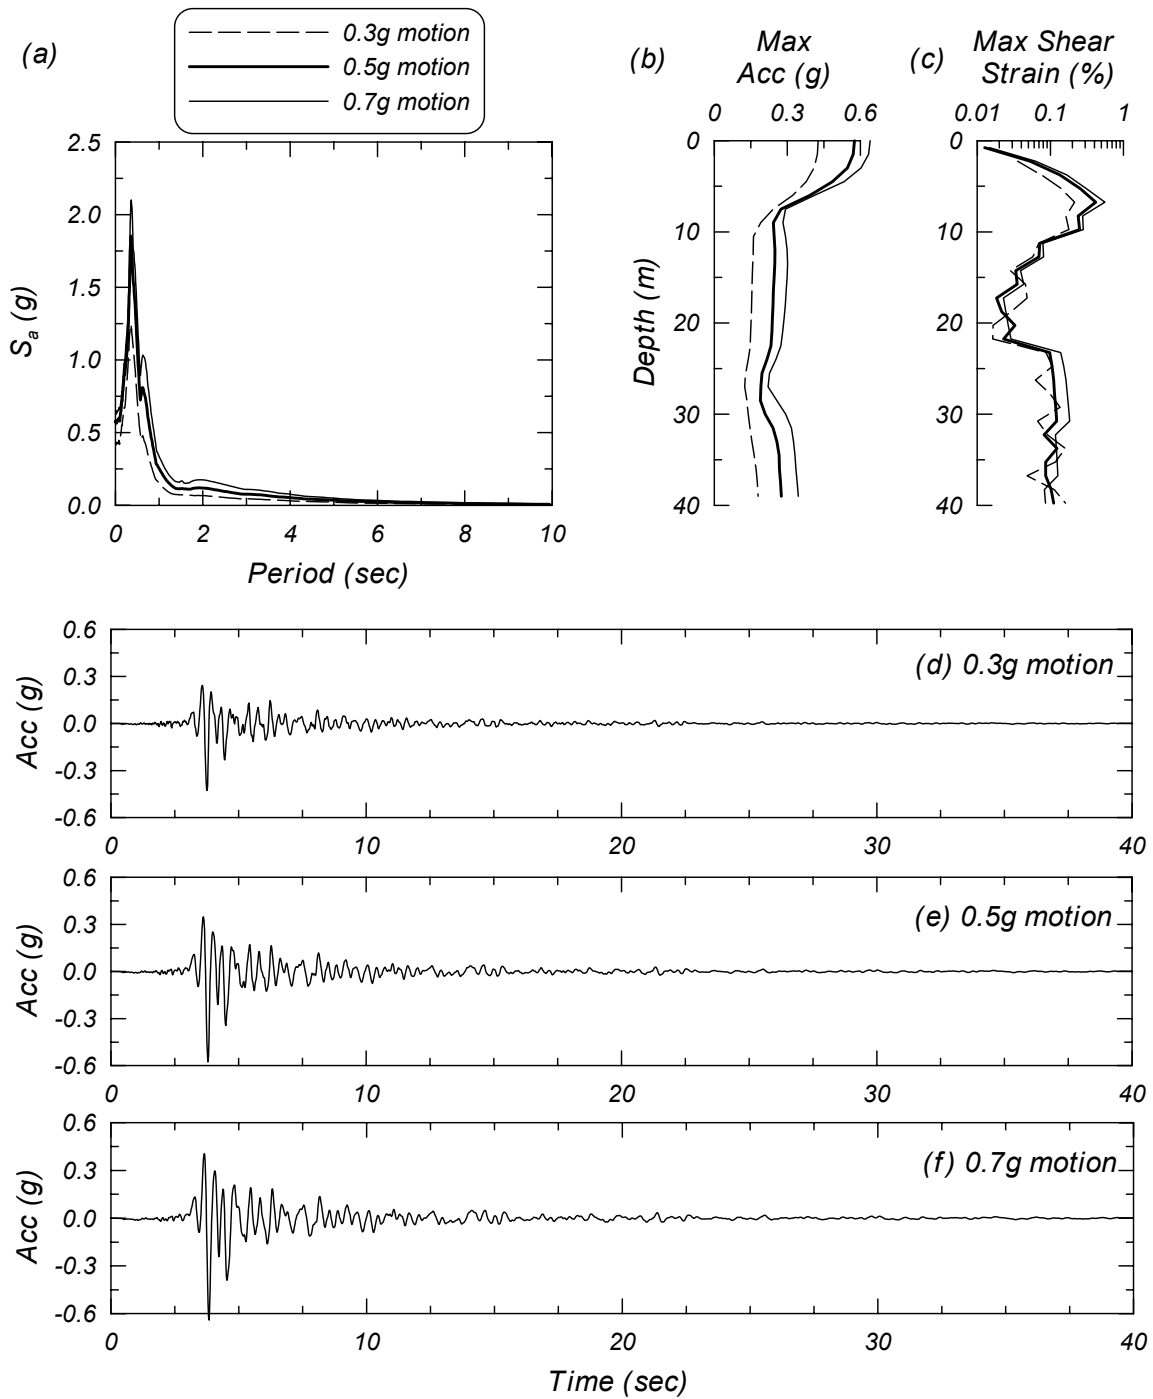 (a)
0.3g motion
0.5g motion
0.7g motion
2.5
2.0
1.5
1.0
0.5
0.0
Sₐ (g)
0 2 4 6 8 10
Period (sec)
(b)
Max
Acc (g)
0 0.3 0.6
0
10
20
30
40
Depth (m)
(c)
Max Shear
Strain (%)
0.01 0.1 1
0
10
20
30
40
(d) 0.3g motion
0.6
0.3
0.0
-0.3
-0.6
Acc (g)
0 10 20 30 40
(e) 0.5g motion
0.6
0.3
0.0
-0.3
-0.6
Acc (g)
0 10 20 30 40
(f) 0.7g motion
0.6
0.3
0.0
-0.3
-0.6
Acc (g)
0 10 20 30 40
Time (sec)